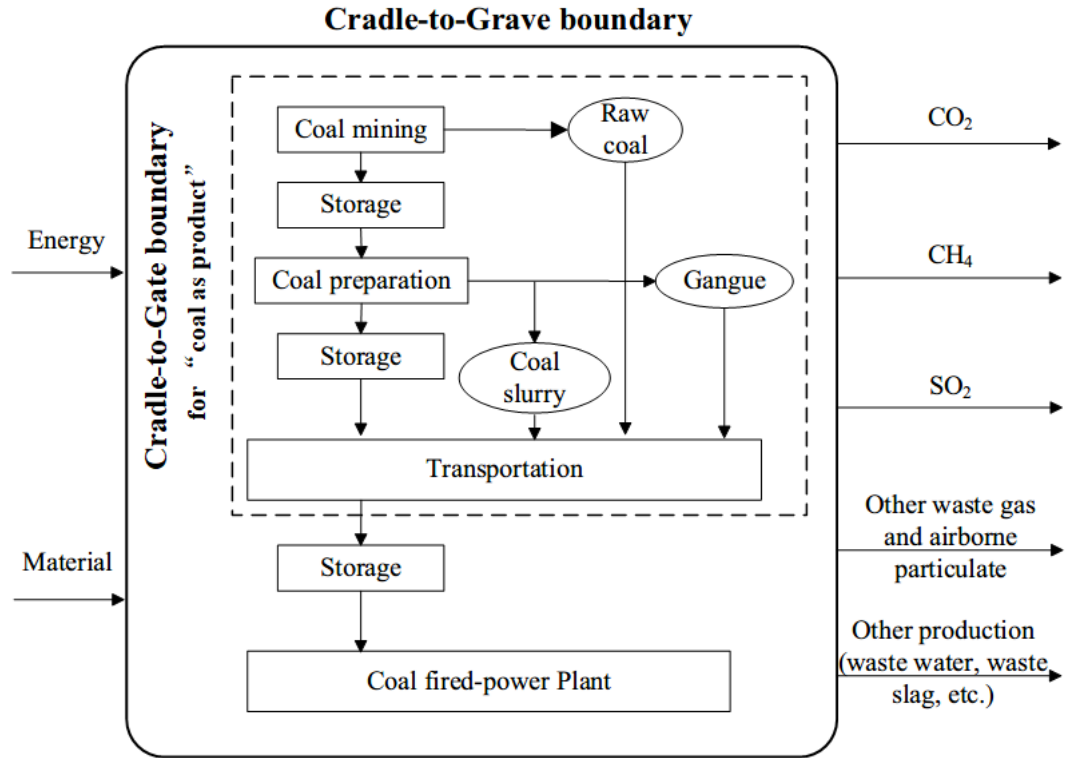 Cradle-to-Grave boundary
Cradle-to-Gate boundary
for “coal as product”
Coal mining
Raw
coal
Storage
Coal preparation
Gangue
Storage
Coal
slurry
Transportation
Storage
Coal fired-power Plant
Energy
Material
CO₂
CH₄
SO₂
Other waste gas
and airborne
particulate
Other production
(waste water, waste
slag, etc.)